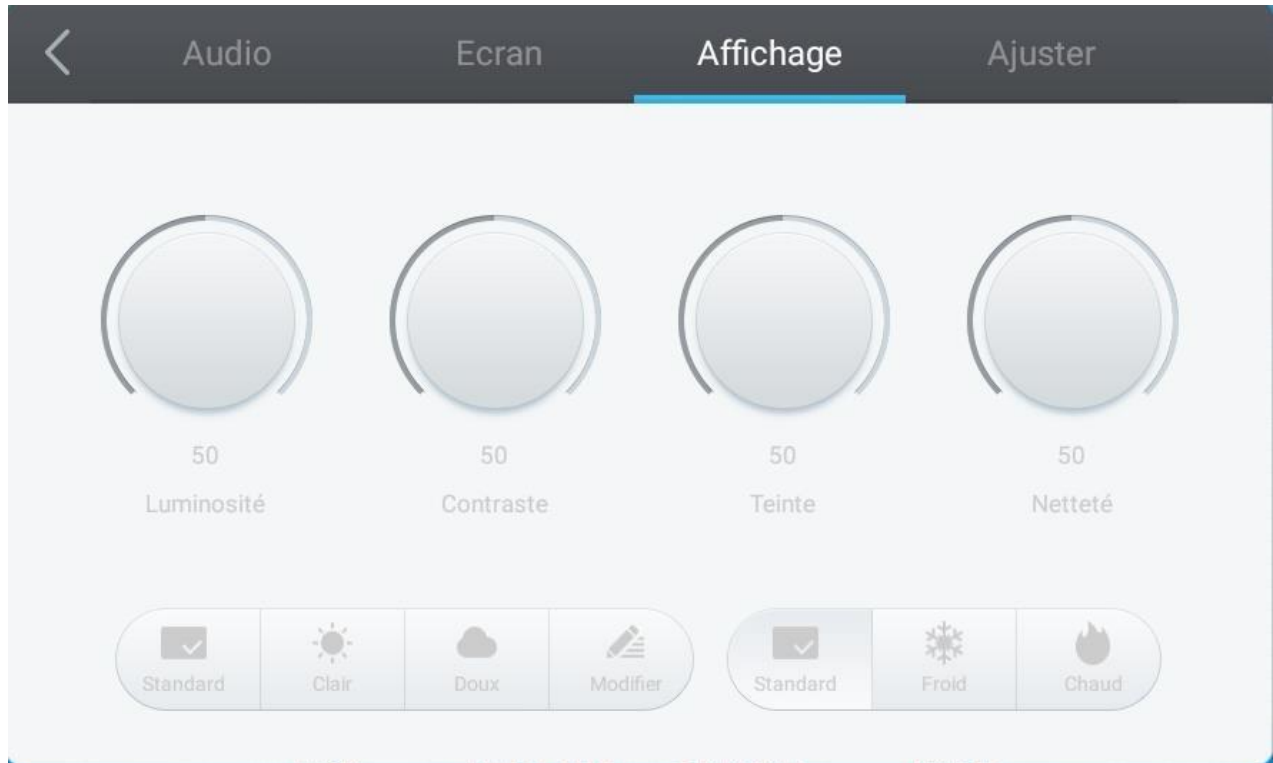 Audio Ecran Affichage Ajuster
50 50 50 50
Luminosité Contraste Teinte Netteté
Standard Clair Doux Modifier Standard Froid Chaud